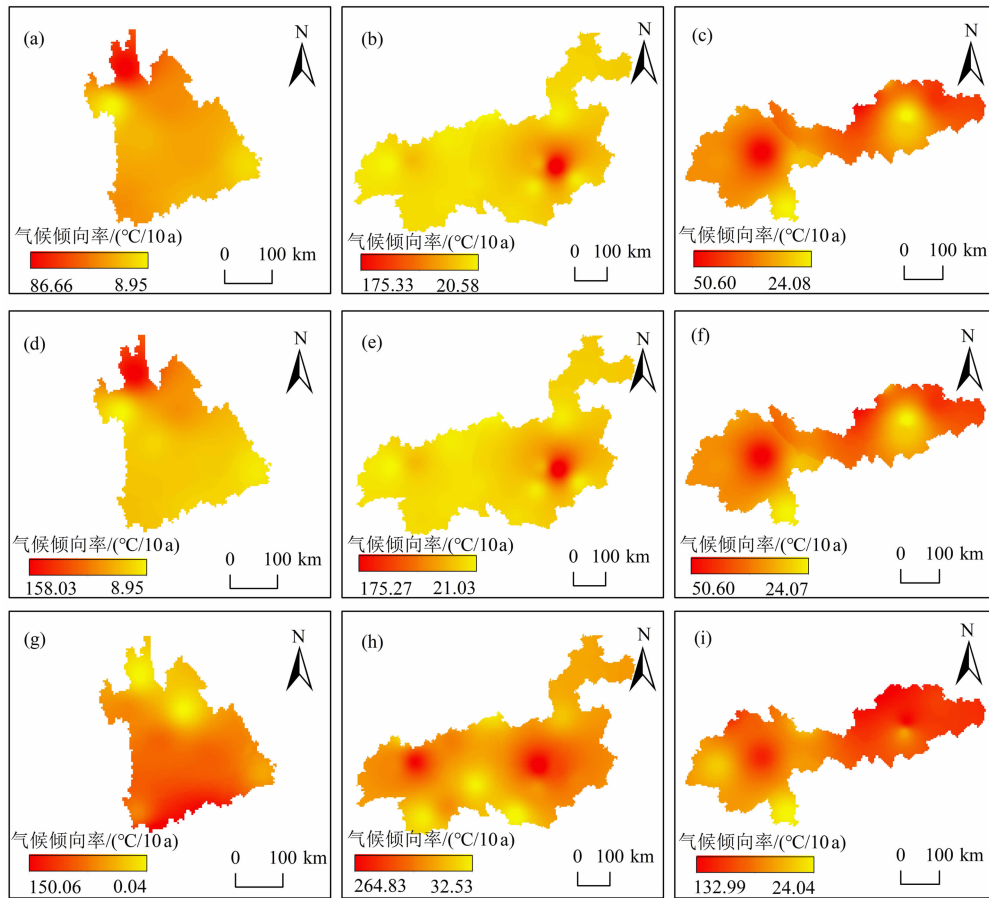 (a)
N
气候倾向率/(℃/10 a)
86.66 8.95
0 100 km
(b)
N
气候倾向率/(℃/10 a)
175.33 20.58
0 100 km
(c)
N
气候倾向率/(℃/10 a)
50.60 24.08
0 100 km
(d)
N
气候倾向率/(℃/10 a)
158.03 8.95
0 100 km
(e)
N
气候倾向率/(℃/10 a)
175.27 21.03
0 100 km
(f)
N
气候倾向率/(℃/10 a)
50.60 24.07
0 100 km
(g)
N
气候倾向率/(℃/10 a)
150.06 0.04
0 100 km
(h)
N
气候倾向率/(℃/10 a)
264.83 32.53
0 100 km
(i)
N
气候倾向率/(℃/10 a)
132.99 24.04
0 100 km